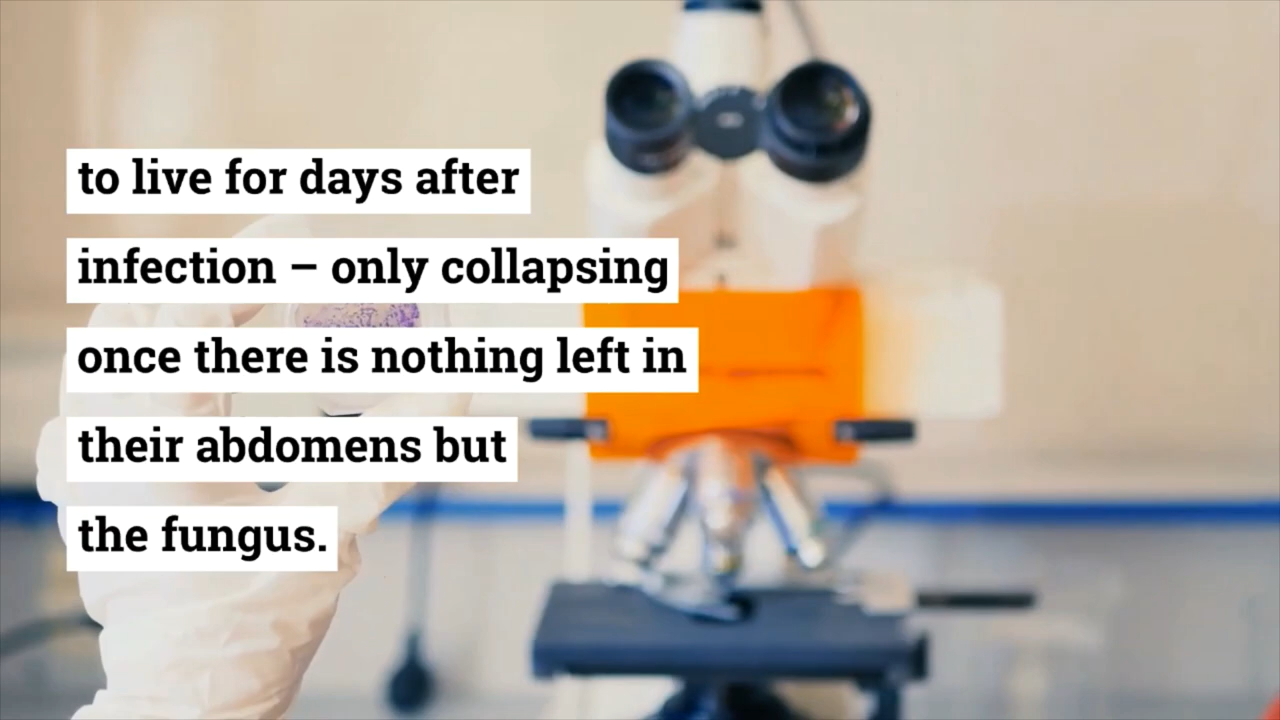 to live for days after
infection – only collapsing
once there is nothing left in
their abdomens but
the fungus.